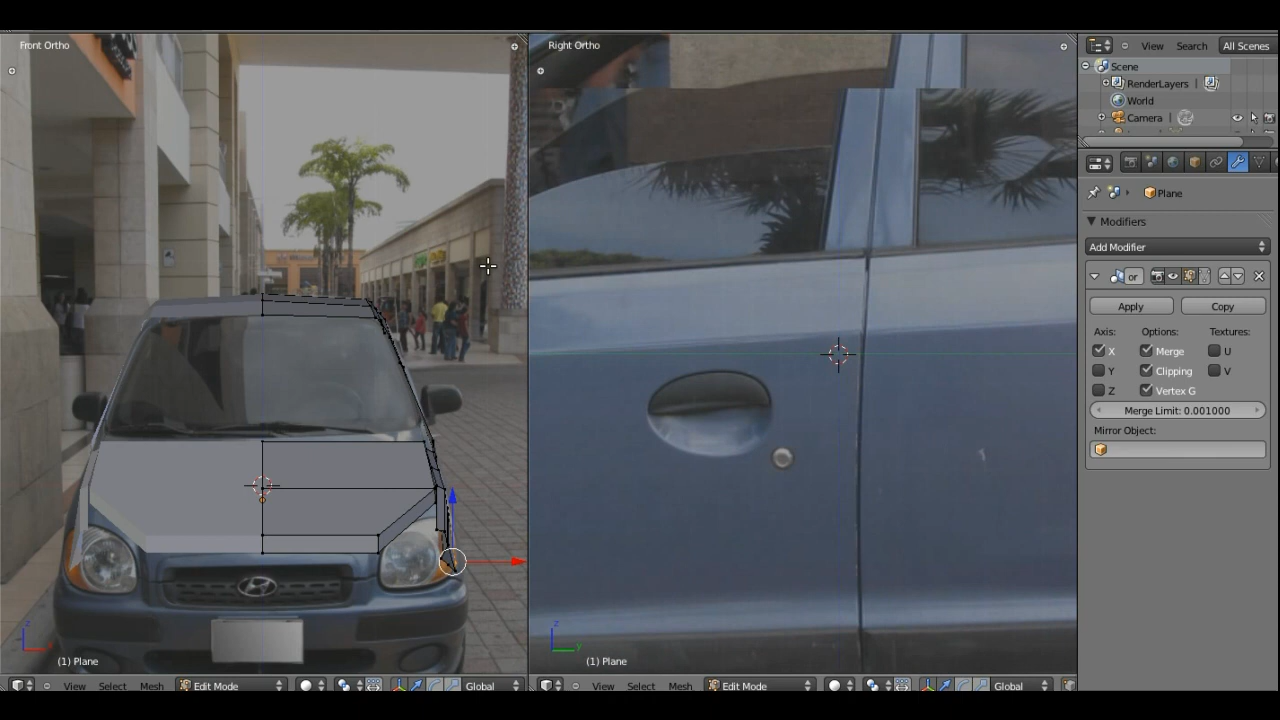 Front Ortho
Right Ortho
View Search All Scenes
Scene
RenderLayers
World
Camera
Plane
Modifiers
Add Modifier
or
Apply Copy
Axis: Options: Textures:
X Merge U
Y Clipping V
Z Vertex G
Merge Limit: 0.001000
Mirror Object:
z
z
y
(1) Plane
(1) Plane
View Select Mesh Edit Mode Global
View Select Mesh Edit Mode Global